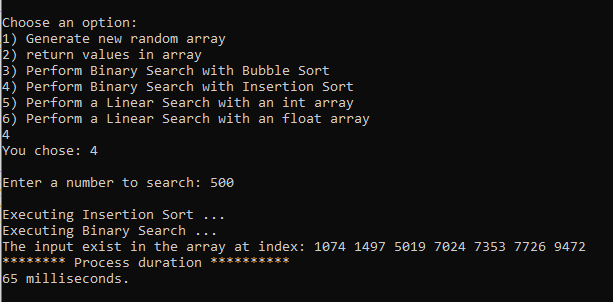 Choose an option:
1) Generate new random array
2) return values in array
3) Perform Binary Search with Bubble Sort
4) Perform Binary Search with Insertion Sort
5) Perform a Linear Search with an int array
6) Perform a Linear Search with an float array
4
You chose: 4
Enter a number to search: 500
Executing Insertion Sort ...
Executing Binary Search ...
The input exist in the array at index: 1074 1497 5019 7024 7353 7726 9472
******** Process duration **********
65 milliseconds.